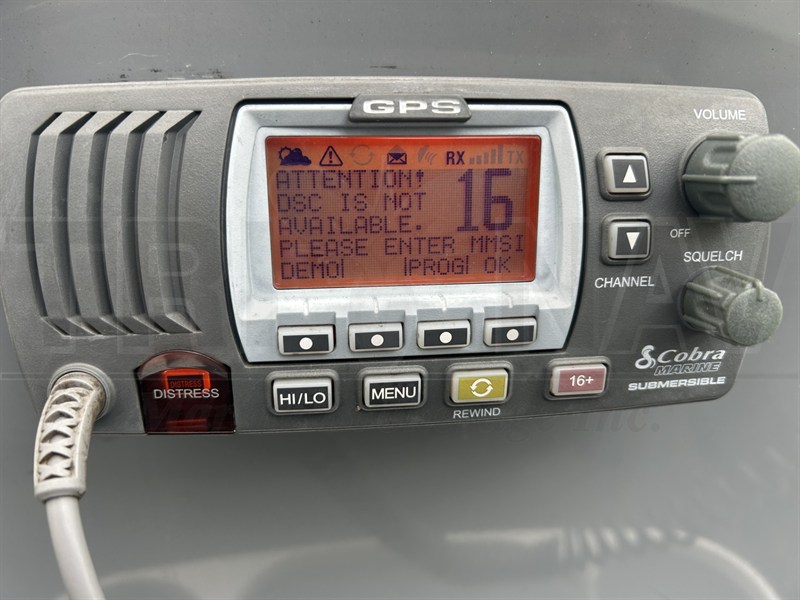 GPS
VOLUME
RX TX
ATTENTION!
16
DSC IS NOT
AVAILABLE.
PLEASE ENTER MMSI
DEMO PROG OK
OFF
SQUELCH
CHANNEL
Cobra
MARINE
SUBMERSIBLE
DISTRESS
DISTRESS
HI/LO
MENU
REWIND
16+